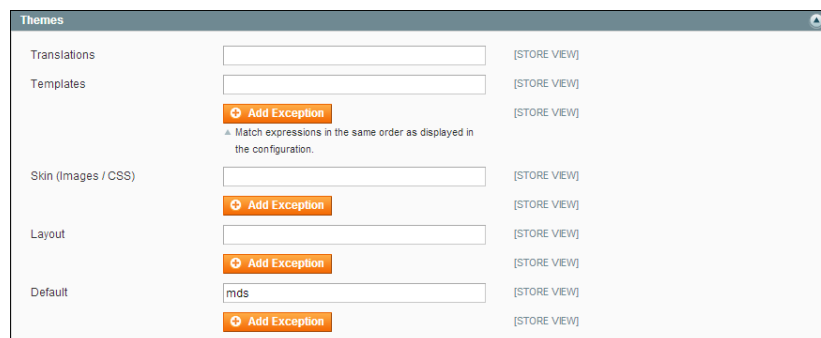 Themes
Translations [STORE VIEW]
Templates [STORE VIEW]
Add Exception [STORE VIEW]
Match expressions in the same order as displayed in
the configuration.
Skin (Images / CSS) [STORE VIEW]
Add Exception [STORE VIEW]
Layout [STORE VIEW]
Add Exception [STORE VIEW]
Default mds [STORE VIEW]
Add Exception [STORE VIEW]